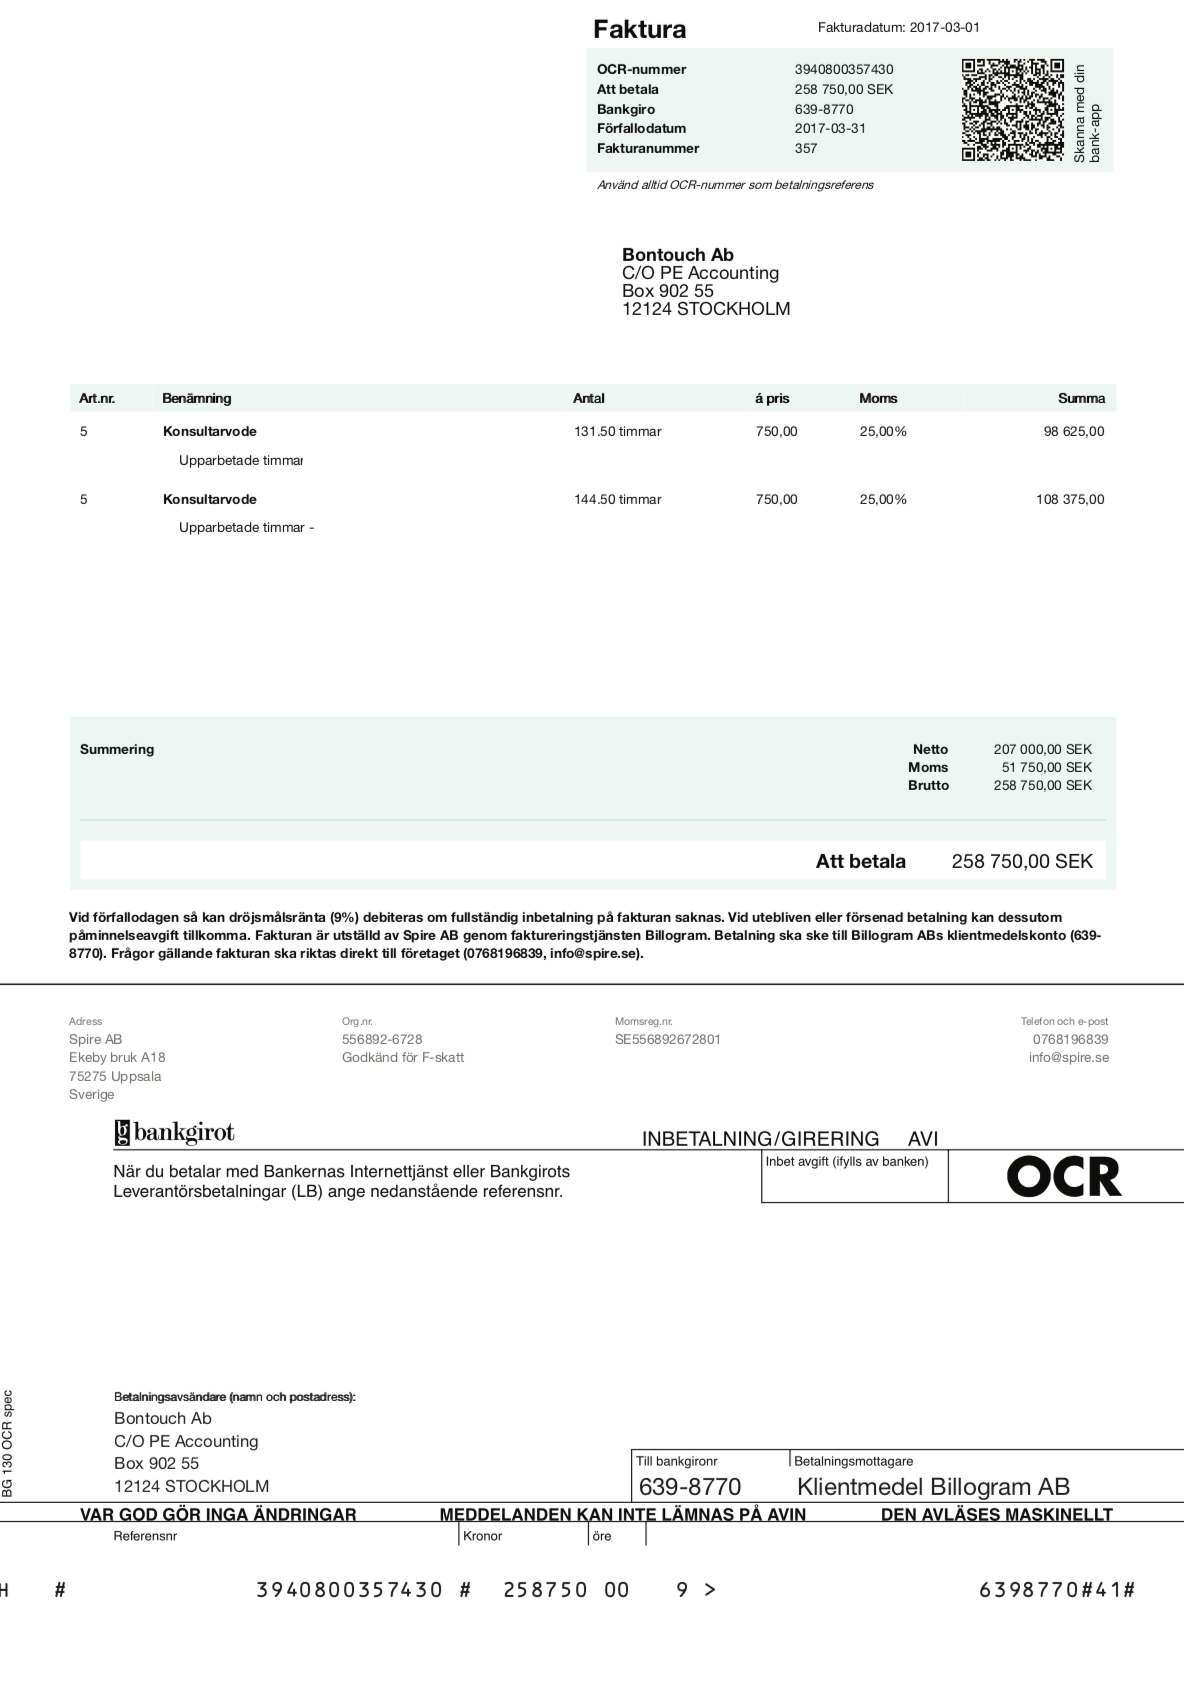 Faktura
Fakturadatum: 2017-03-01
OCR-nummer 3940800357430
Att betala 258 750,00 SEK
Bankgiro 639-8770
Förfallodatum 2017-03-31
Fakturanummer 357
Skanna med din
bank-app
Använd alltid OCR-nummer som betalningsreferens
Bontouch Ab
C/O PE Accounting
Box 902 55
12124 STOCKHOLM
Art.nr. Benämning Antal á pris Moms Summa
5 Konsultarvode 131.50 timmar 750,00 25,00% 98 625,00
Upparbetade timmar
5 Konsultarvode 144.50 timmar 750,00 25,00% 108 375,00
Upparbetade timmar -
Summering
Netto 207 000,00 SEK
Moms 51 750,00 SEK
Brutto 258 750,00 SEK
Att betala 258 750,00 SEK
Vid förfallodagen så kan dröjsmålsränta (9%) debiteras om fullständig inbetalning på fakturan saknas. Vid utebliven eller försenad betalning kan dessutom
påminnelseavgift tillkomma. Fakturan är utställd av Spire AB genom faktureringstjänsten Billogram. Betalning ska ske till Billogram ABs klientmedelskonto (639-
8770). Frågor gällande fakturan ska riktas direkt till företaget (0768196839, info@spire.se).
Adress Org.nr. Momsreg.nr. Telefon och e-post
Spire AB 556892-6728 SE556892672801 0768196839
Ekeby bruk A18 Godkänd för F-skatt info@spire.se
75275 Uppsala
Sverige
bankgirot
INBETALNING/GIRERING AVI
När du betalar med Bankernas Internettjänst eller Bankgirots
Leverantörsbetalningar (LB) ange nedanstående referensnr.
Inbet avgift (ifylls av banken)
OCR
BG 130 OCR spec
Betalningsavsändare (namn och postadress):
Bontouch Ab
C/O PE Accounting
Box 902 55
12124 STOCKHOLM
Till bankgironr Betalningsmottagare
639-8770 Klientmedel Billogram AB
VAR GOD GÖR INGA ÄNDRINGAR MEDDELANDEN KAN INTE LÄMNAS PÅ AVIN DEN AVLÄSES MASKINELLT
Referensnr Kronor öre
H # 3940800357430 # 258750 00 9 > 6398770#41#